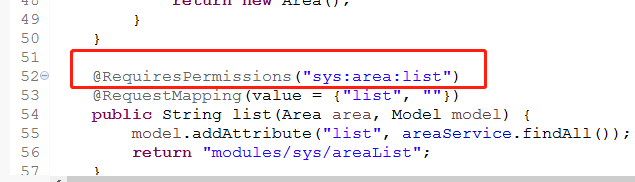 return new Area();
49 }
50 }
51
52 @RequiresPermissions("sys:area:list")
53 @RequestMapping(value = {"list", ""})
54 public String list(Area area, Model model) {
55 model.addAttribute("list", areaService.findAll());
56 return "modules/sys/areaList";
57 }